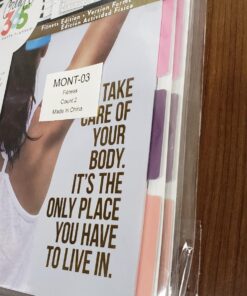 365
Fitness Edition • Version Form
Edición Actividad Física
MONT-03
Fitness
Count:2
Made in China
TAKE
CARE OF
YOUR
BODY.
IT'S THE
ONLY PLACE
YOU HAVE
TO LIVE IN.